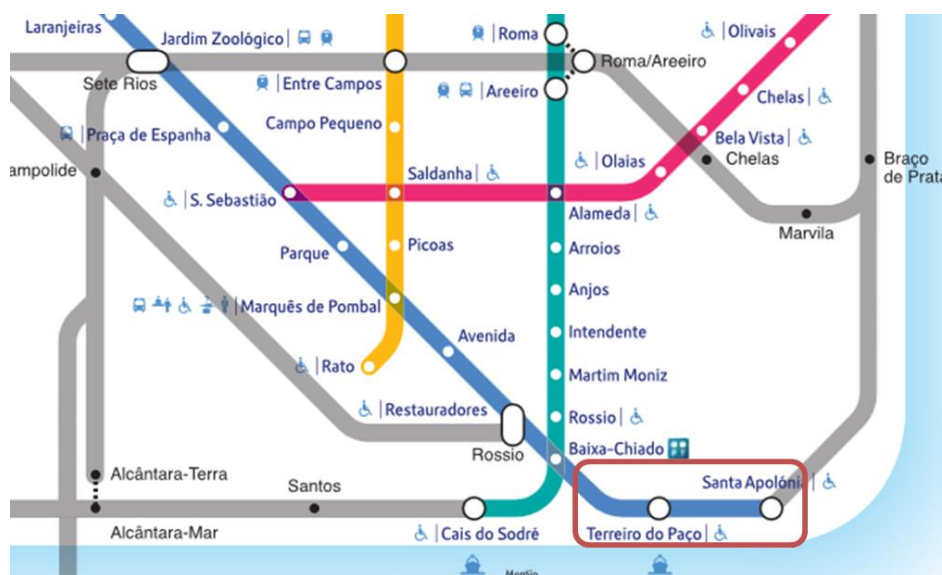 Laranjeiras
Jardim Zoológico
Sete Rios
Entre Campos
Roma
Roma/Areeiro
Areeiro
Olivais
Chelas
Bela Vista
Chelas
Praça de Espanha
Campo Pequeno
ampolide
Saldanha
Olaias
Braço
de Prata
S. Sebastião
Alameda
Marvila
Parque
Picoas
Arroios
Anjos
Marquês de Pombal
Intendente
Avenida
Rato
Martim Moniz
Restauradores
Rossio
Rossio
Baixa-Chiado
Alcântara-Terra
Santos
Santa Apolónia
Alcântara-Mar
Cais do Sodré
Terreiro do Paço